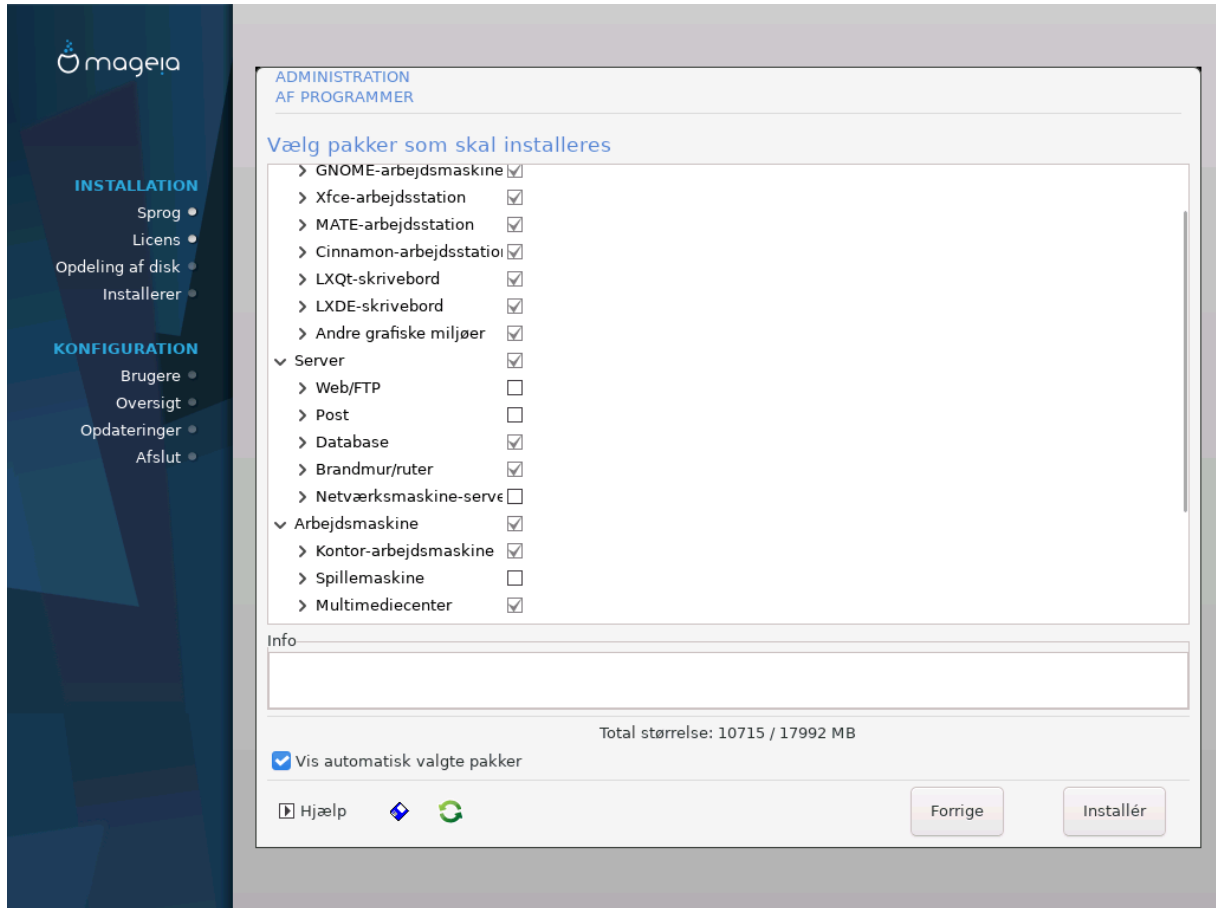 mageia
INSTALLATION
Sprog
Licens
Opdeling af disk
Installerer
KONFIGURATION
Brugere
Oversigt
Opdateringer
Afslut
ADMINISTRATION
AF PROGRAMMER
Vælg pakker som skal installeres
GNOME-arbejdsmaskine
Xfce-arbejdsstation
MATE-arbejdsstation
Cinnamon-arbejdsstation
LXQt-skrivebord
LXDE-skrivebord
Andre grafiske miljøer
Server
Web/FTP
Post
Database
Brandmur/ruter
Netværksmaskine-serve
Arbejdsmaskine
Kontor-arbejdsmaskine
Spillemaskine
Multimediecenter
Info
Total størrelse: 10715 / 17992 MB
Vis automatisk valgte pakker
Hjælp
Forrige
Installér